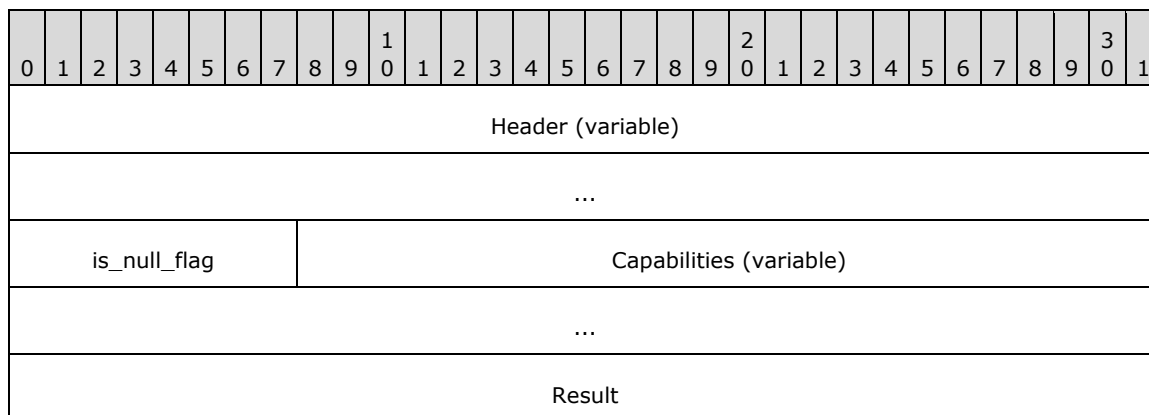 1 2 3
0 1 2 3 4 5 6 7 8 9 0 1 2 3 4 5 6 7 8 9 0 1 2 3 4 5 6 7 8 9 0 1
Header (variable)
...
is_null_flag Capabilities (variable)
...
Result